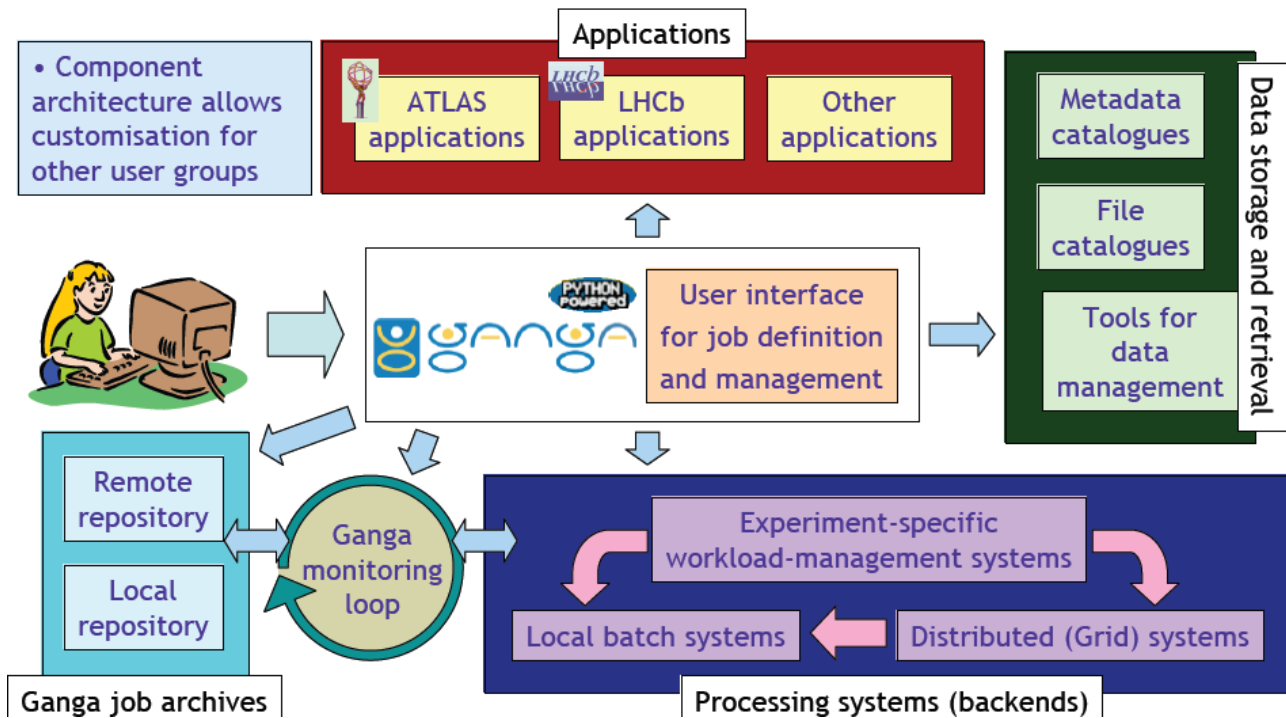 Applications
• Component
architecture allows
customisation for
other user groups
ATLAS
applications
LHCb
LHCb
applications
Other
applications
Metadata
catalogues
File
catalogues
Tools for
data
management
Data storage and retrieval
PYTHON
Powered
ganga
User interface
for job definition
and management
Remote
repository
Local
repository
Ganga job archives
Ganga
monitoring
loop
Experiment-specific
workload-management systems
Local batch systems
Distributed (Grid) systems
Processing systems (backends)